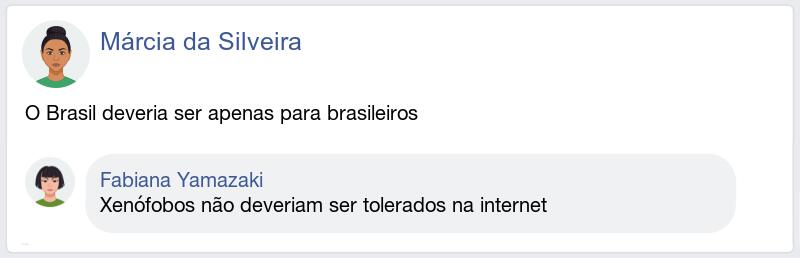 Márcia da Silveira
O Brasil deveria ser apenas para brasileiros
Fabiana Yamazaki
Xenófobos não deveriam ser tolerados na internet